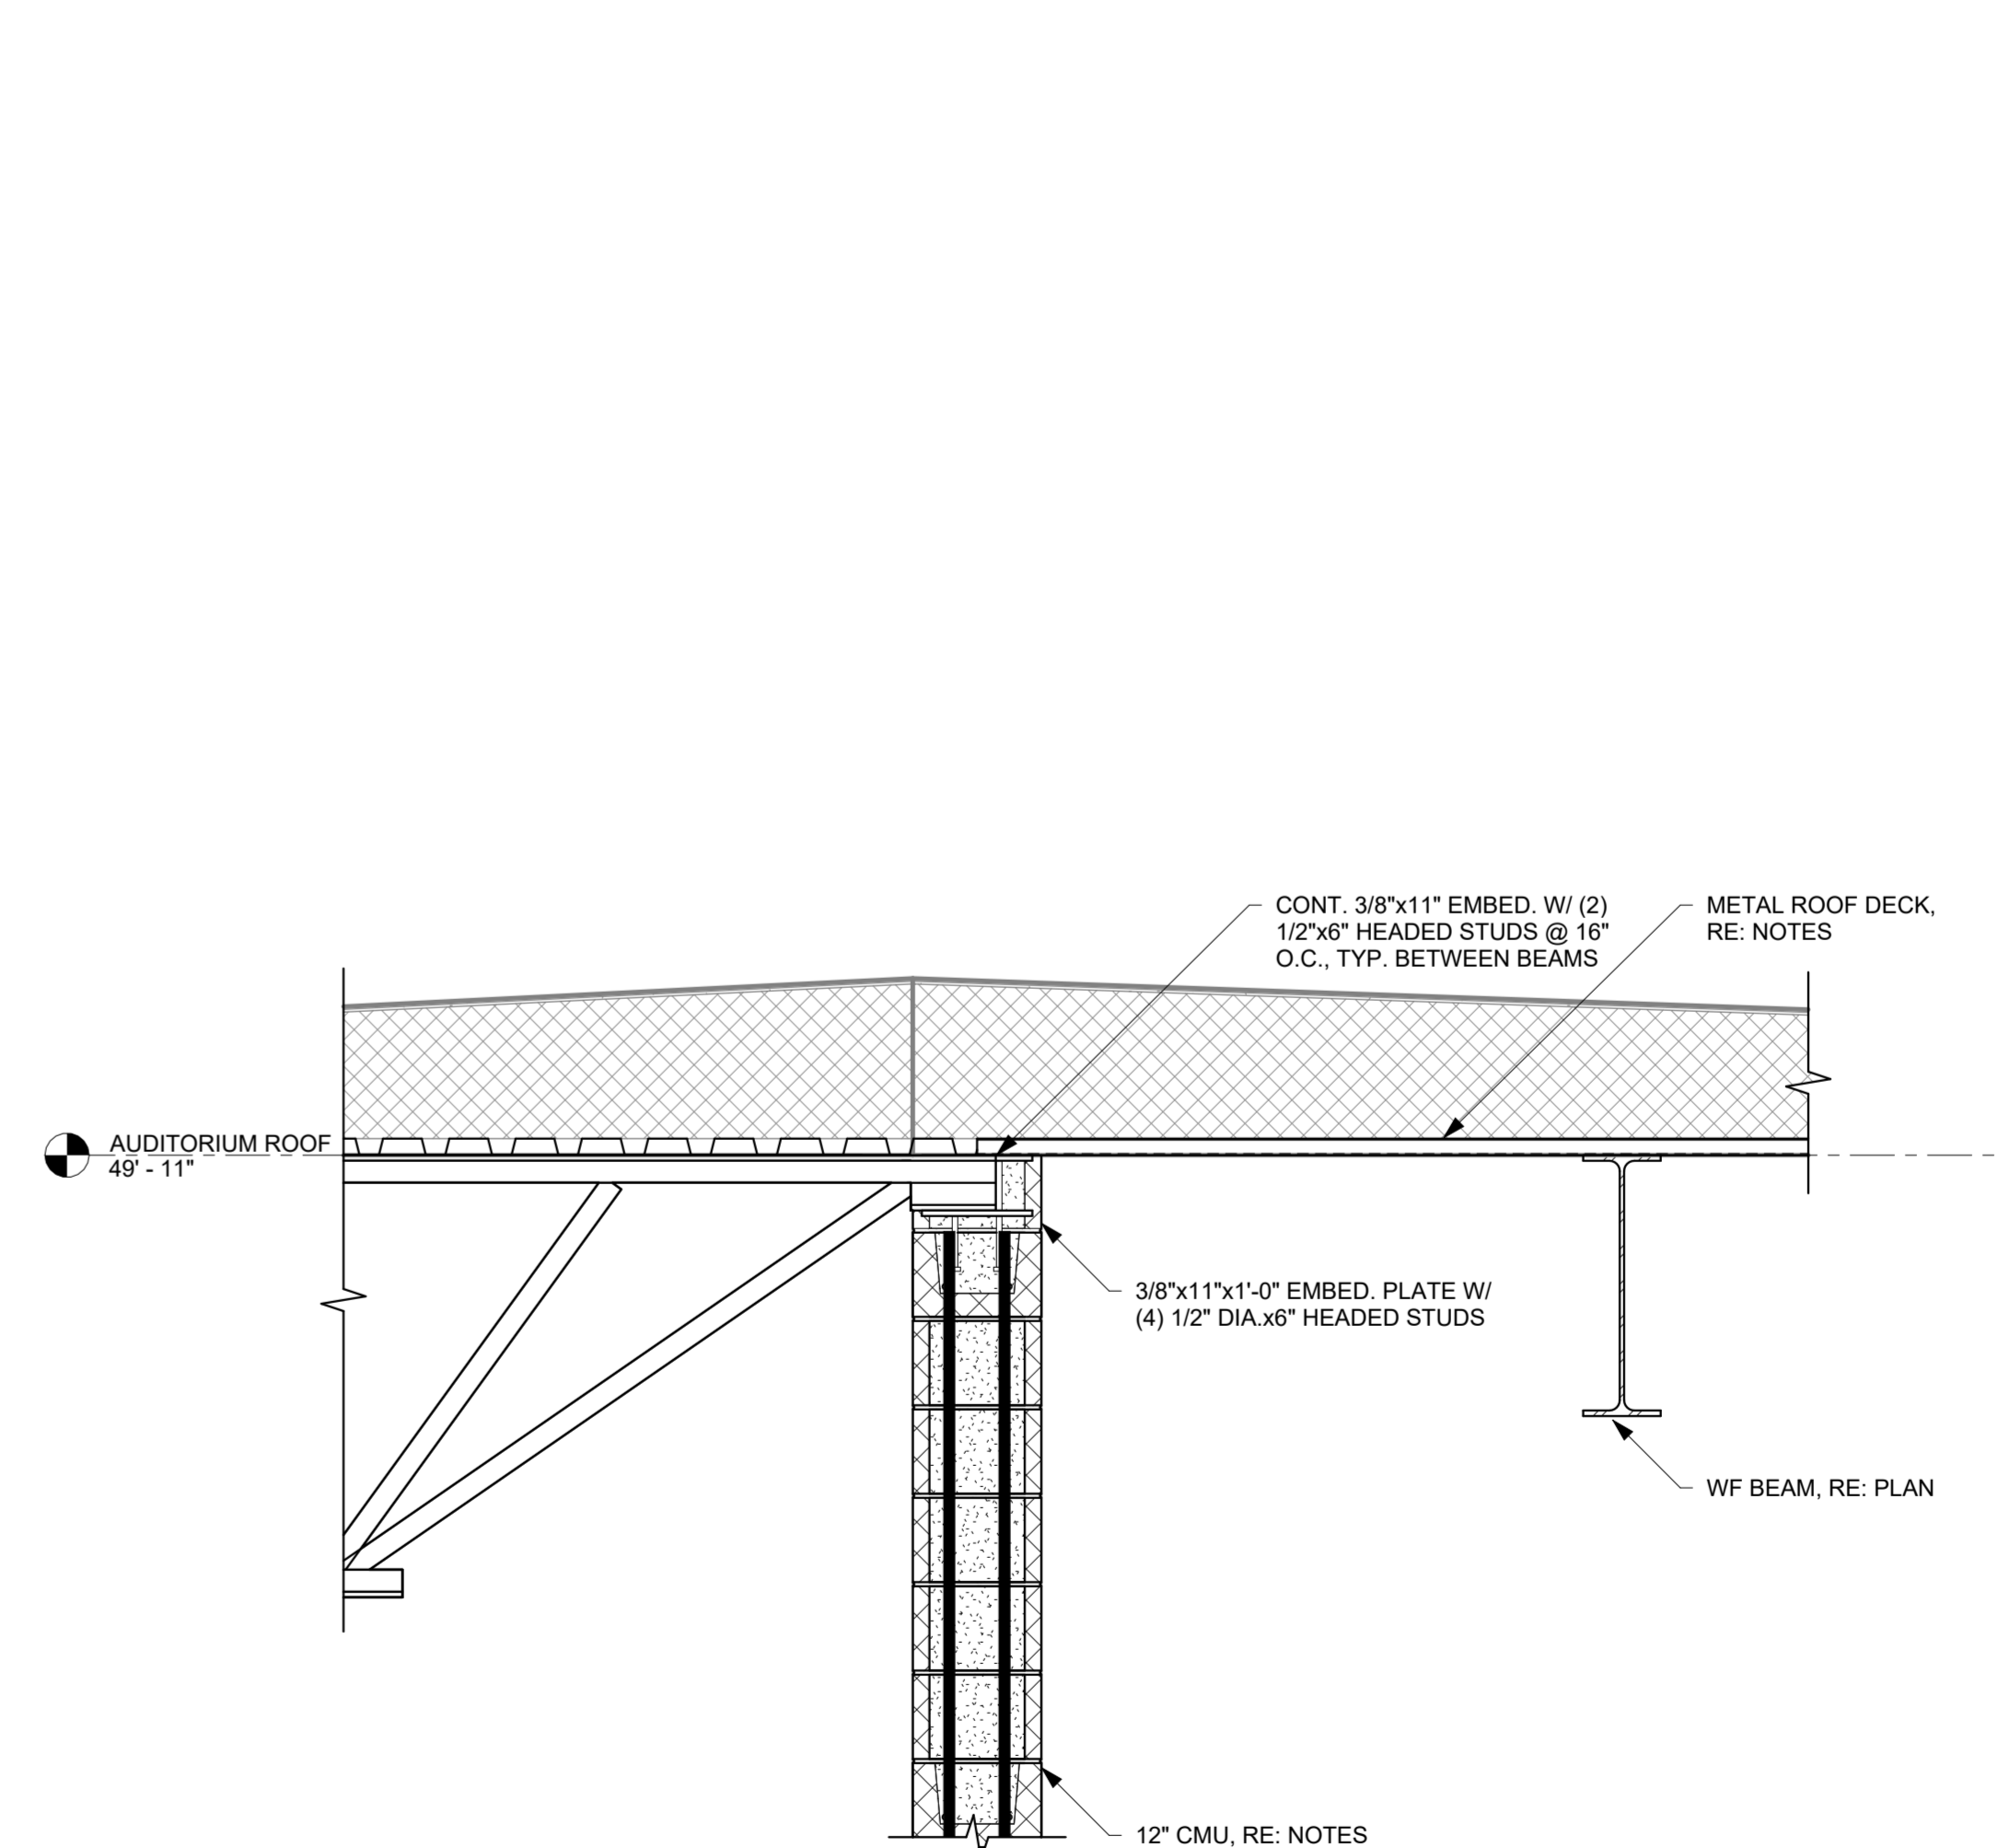 CONT. 3/8"x11" EMBED. W/ (2)
1/2"x6" HEADED STUDS @ 16"
O.C., TYP. BETWEEN BEAMS
METAL ROOF DECK,
RE: NOTES
AUDITORIUM ROOF
49' - 11"
3/8"x11"x1'-0" EMBED. PLATE W/
(4) 1/2" DIA.x6" HEADED STUDS
WF BEAM, RE: PLAN
12" CMU, RE: NOTES